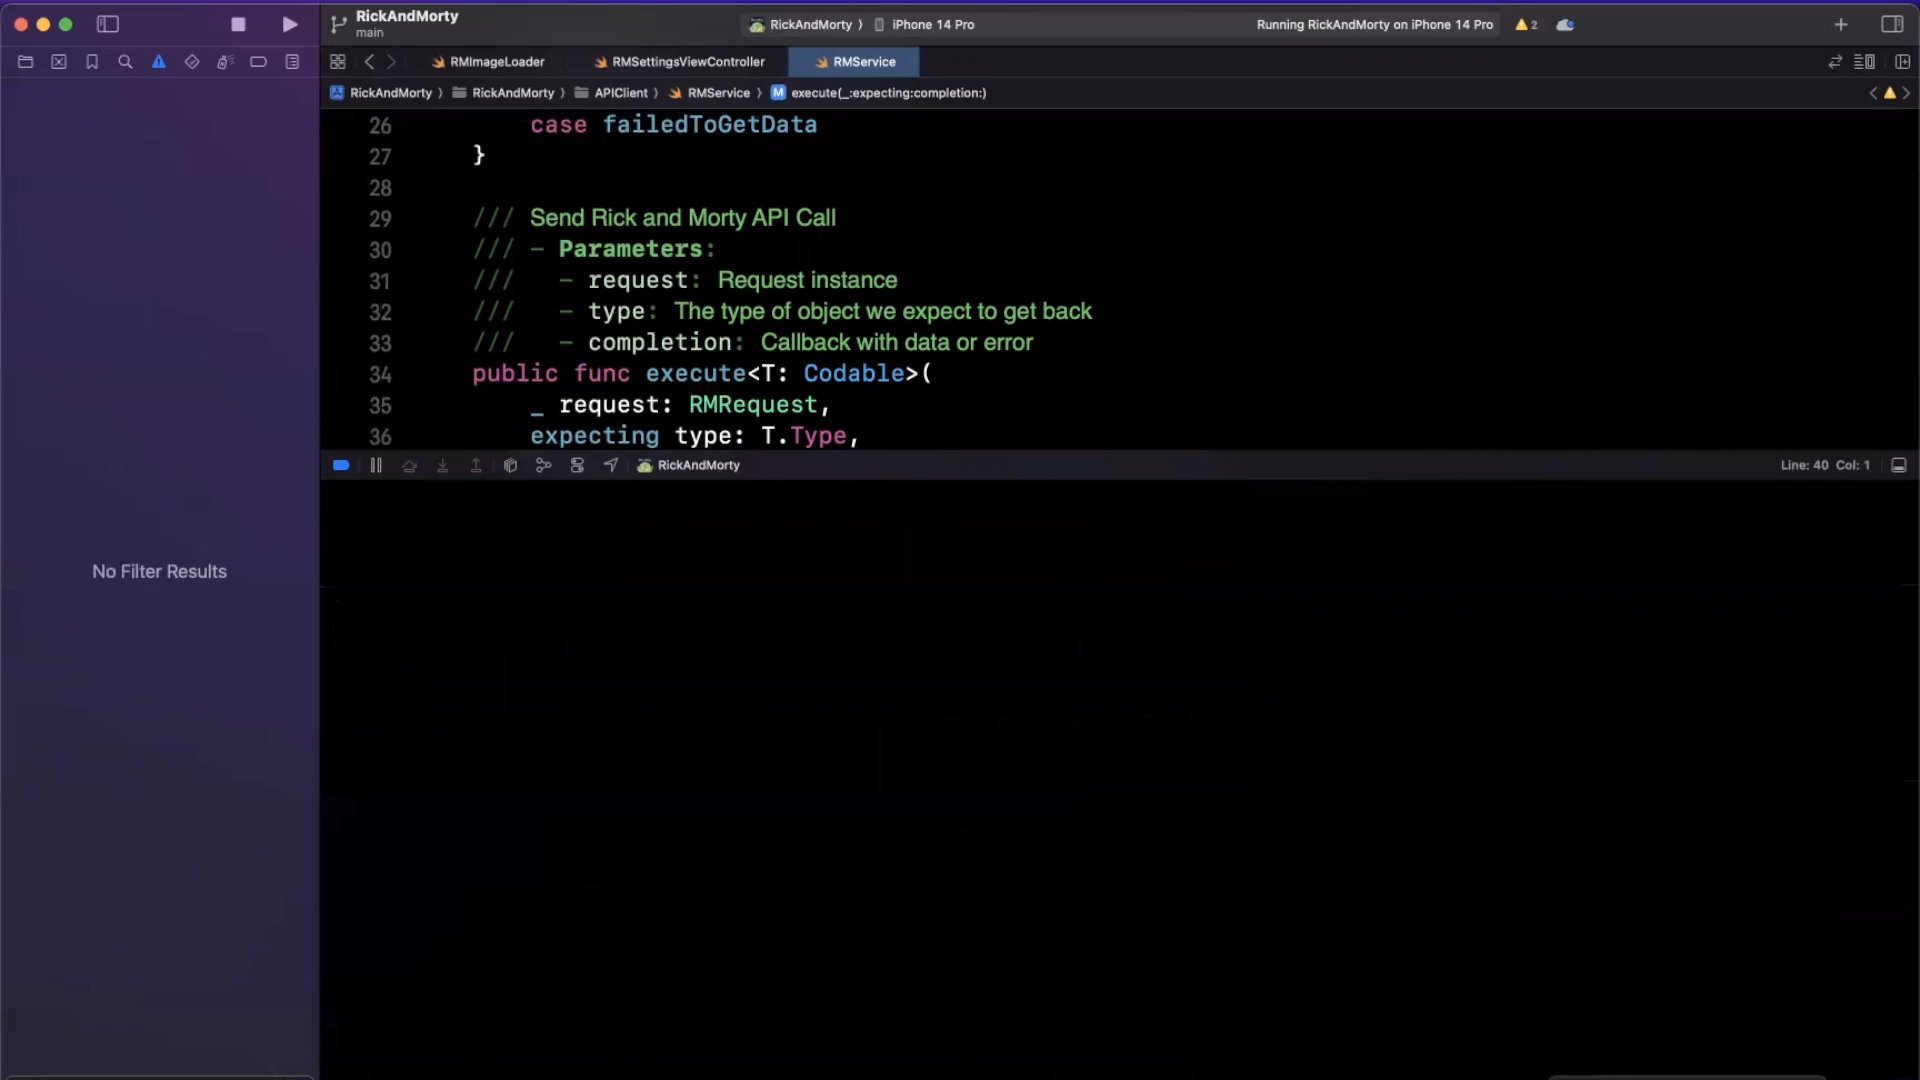 RickAndMorty
main
RickAndMorty 〉 iPhone 14 Pro
Running RickAndMorty on iPhone 14 Pro
2
RMImageLoader
RMSettingsViewController
RMService
RickAndMorty 〉 RickAndMorty 〉 APIClient 〉 RMService 〉 M execute(_:expecting:completion:)
26 case failedToGetData
27 }
28
29 /// Send Rick and Morty API Call
30 /// - Parameters:
31 /// - request: Request instance
32 /// - type: The type of object we expect to get back
33 /// - completion: Callback with data or error
34 public func execute<T: Codable>(
35 _ request: RMRequest,
36 expecting type: T.Type,
RickAndMorty
Line: 40 Col: 1
No Filter Results